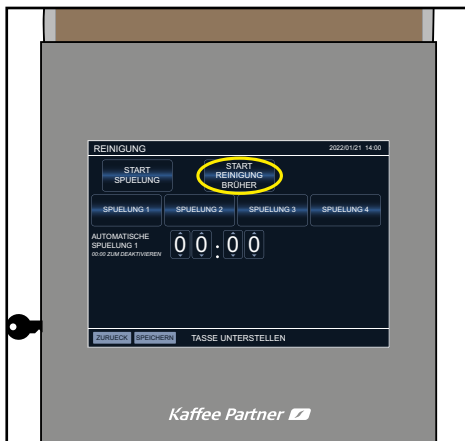 REINIGUNG 2022/01/21 14:00
START
SPUELUNG
START
REINIGUNG
BRÜHER
SPUELUNG 1 SPUELUNG 2 SPUELUNG 3 SPUELUNG 4
AUTOMATISCHE
SPUELUNG 1
00:00 ZUM DEAKTIVIEREN
00:00
ZURUECK SPEICHERN TASSE UNTERSTELLEN
Kaffee Partner